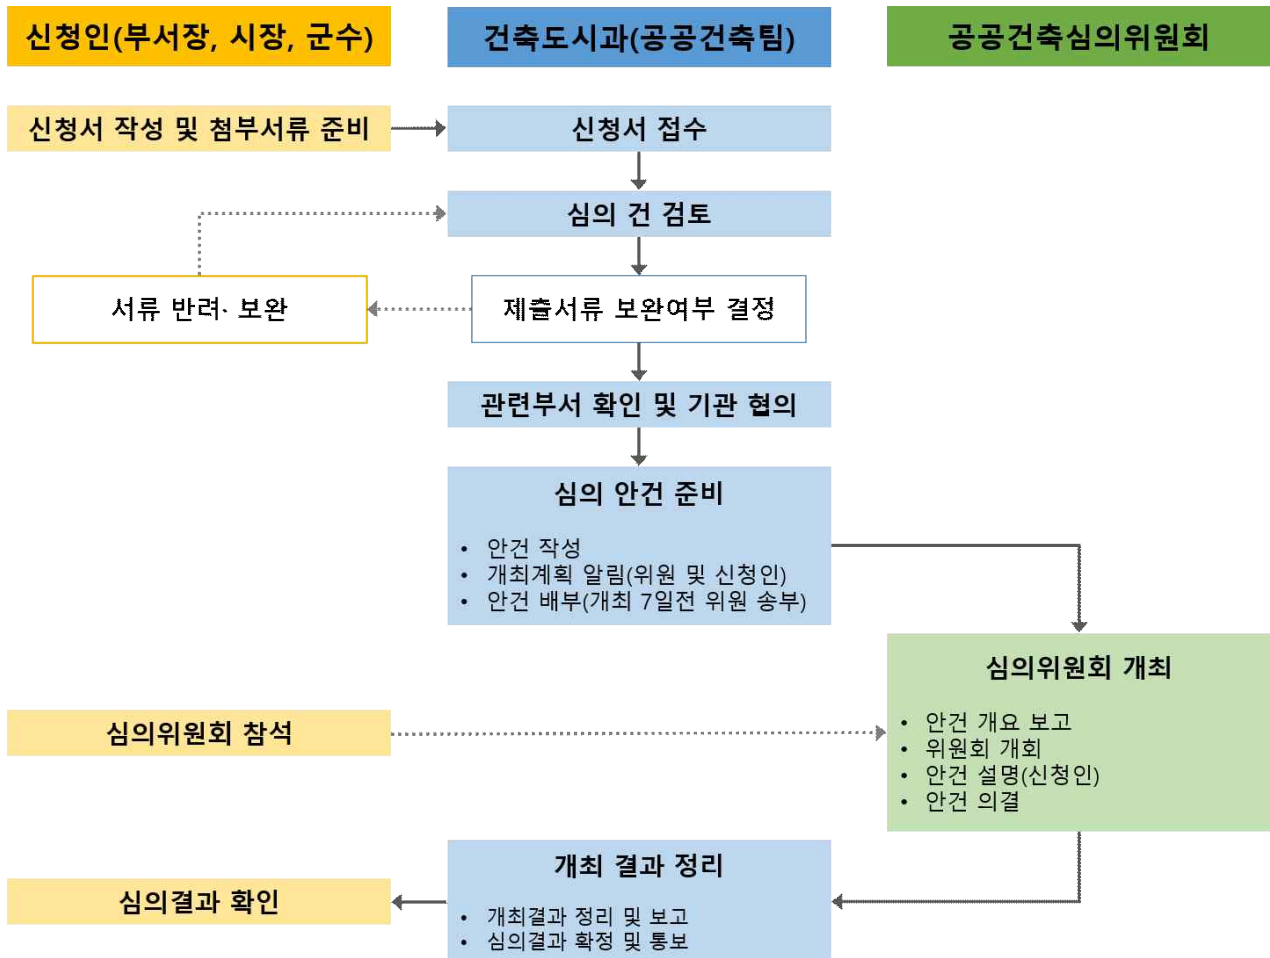 신청인(부서장, 시장, 군수)
건축도시과(공공건축팀)
공공건축심의위원회
신청서 작성 및 첨부서류 준비
신청서 접수
심의 건 검토
서류 반려· 보완
제출서류 보완여부 결정
관련부서 확인 및 기관 협의
심의 안건 준비
• 안건 작성
• 개최계획 알림(위원 및 신청인)
• 안건 배부(개최 7일전 위원 송부)
심의위원회 개최
• 안건 개요 보고
• 위원회 개회
• 안건 설명(신청인)
• 안건 의결
심의위원회 참석
개최 결과 정리
• 개최결과 정리 및 보고
• 심의결과 확정 및 통보
심의결과 확인